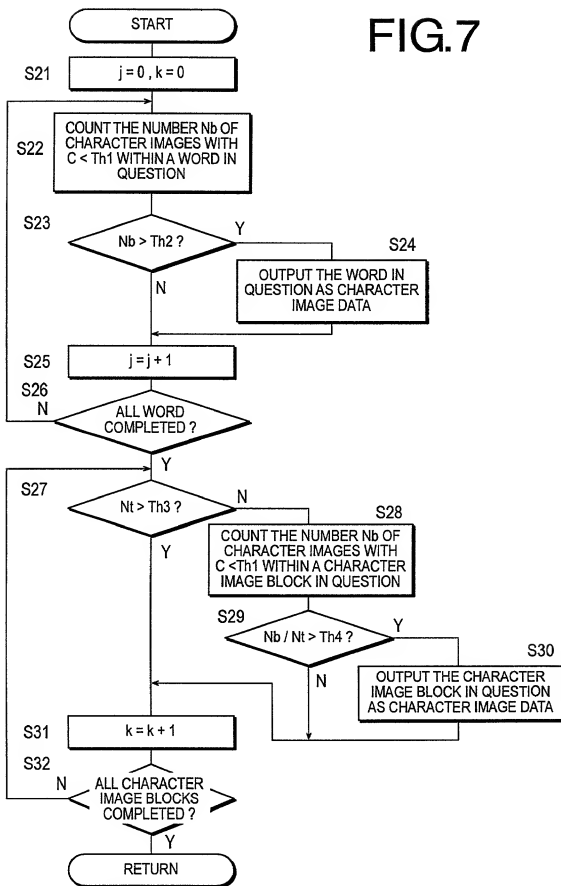 FIG.7
START
S21
j = 0 , k = 0
S22
COUNT THE NUMBER Nb OF
CHARACTER IMAGES WITH
C < Th1 WITHIN A WORD IN
QUESTION
S23
Nb > Th2 ?
Y
N
S24
OUTPUT THE WORD IN
QUESTION AS CHARACTER
IMAGE DATA
S25
j = j + 1
S26
N
ALL WORD
COMPLETED ?
Y
S27
Nt > Th3 ?
N
Y
S28
COUNT THE NUMBER Nb OF
CHARACTER IMAGES WITH
C <Th1 WITHIN A CHARACTER
IMAGE BLOCK IN QUESTION
S29
Nb / Nt > Th4 ?
Y
N
S30
OUTPUT THE CHARACTER
IMAGE BLOCK IN QUESTION
AS CHARACTER IMAGE DATA
S31
k = k + 1
S32
N
ALL CHARACTER
IMAGE BLOCKS
COMPLETED ?
Y
RETURN